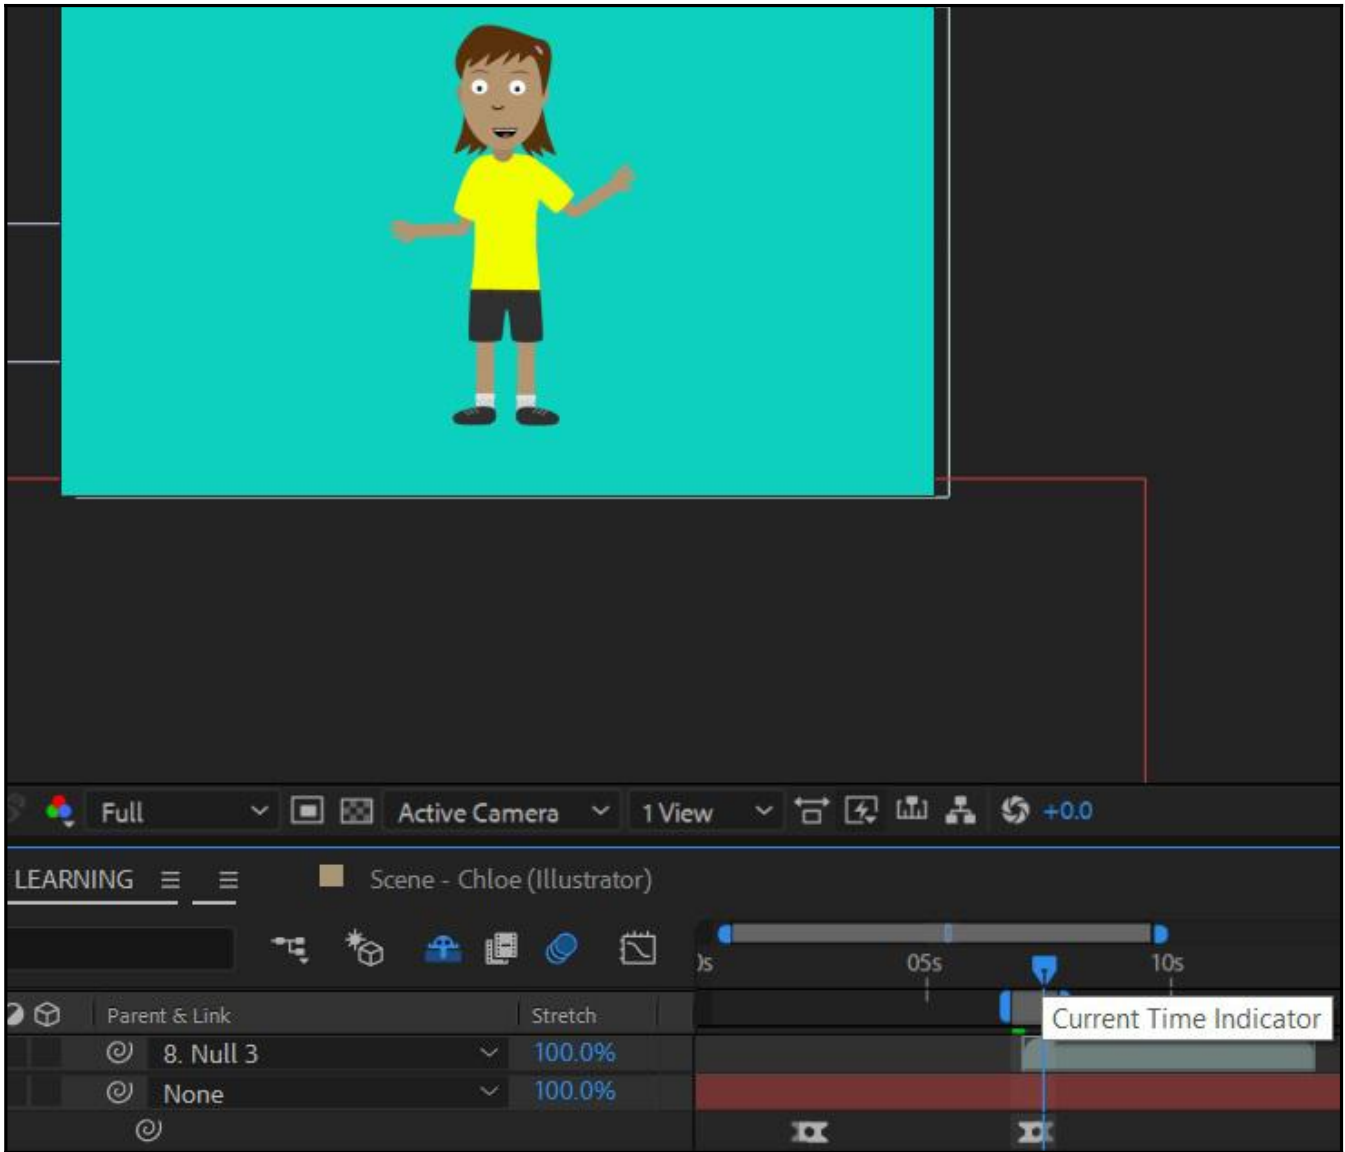 Full Active Camera 1 View +0.0
LEARNING Scene - Chloe (Illustrator)
05s 10s
Current Time Indicator
Parent & Link Stretch
8. Null 3 100.0%
None 100.0%